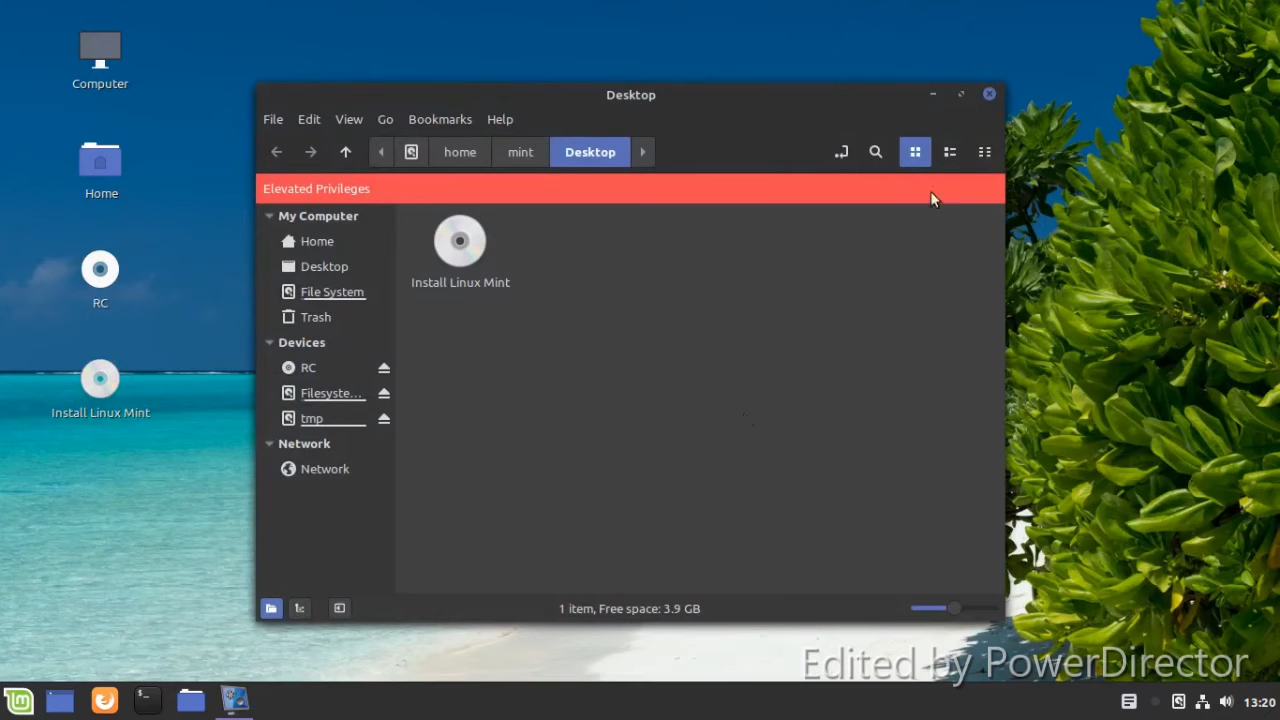 Computer
Home
RC
Install Linux Mint
Desktop
File Edit View Go Bookmarks Help
home mint Desktop
Elevated Privileges
My Computer
Home
Desktop
File System
Trash
Devices
RC
Filesyste...
tmp
Network
Network
Install Linux Mint
1 item, Free space: 3.9 GB
Edited by PowerDirector
13:20